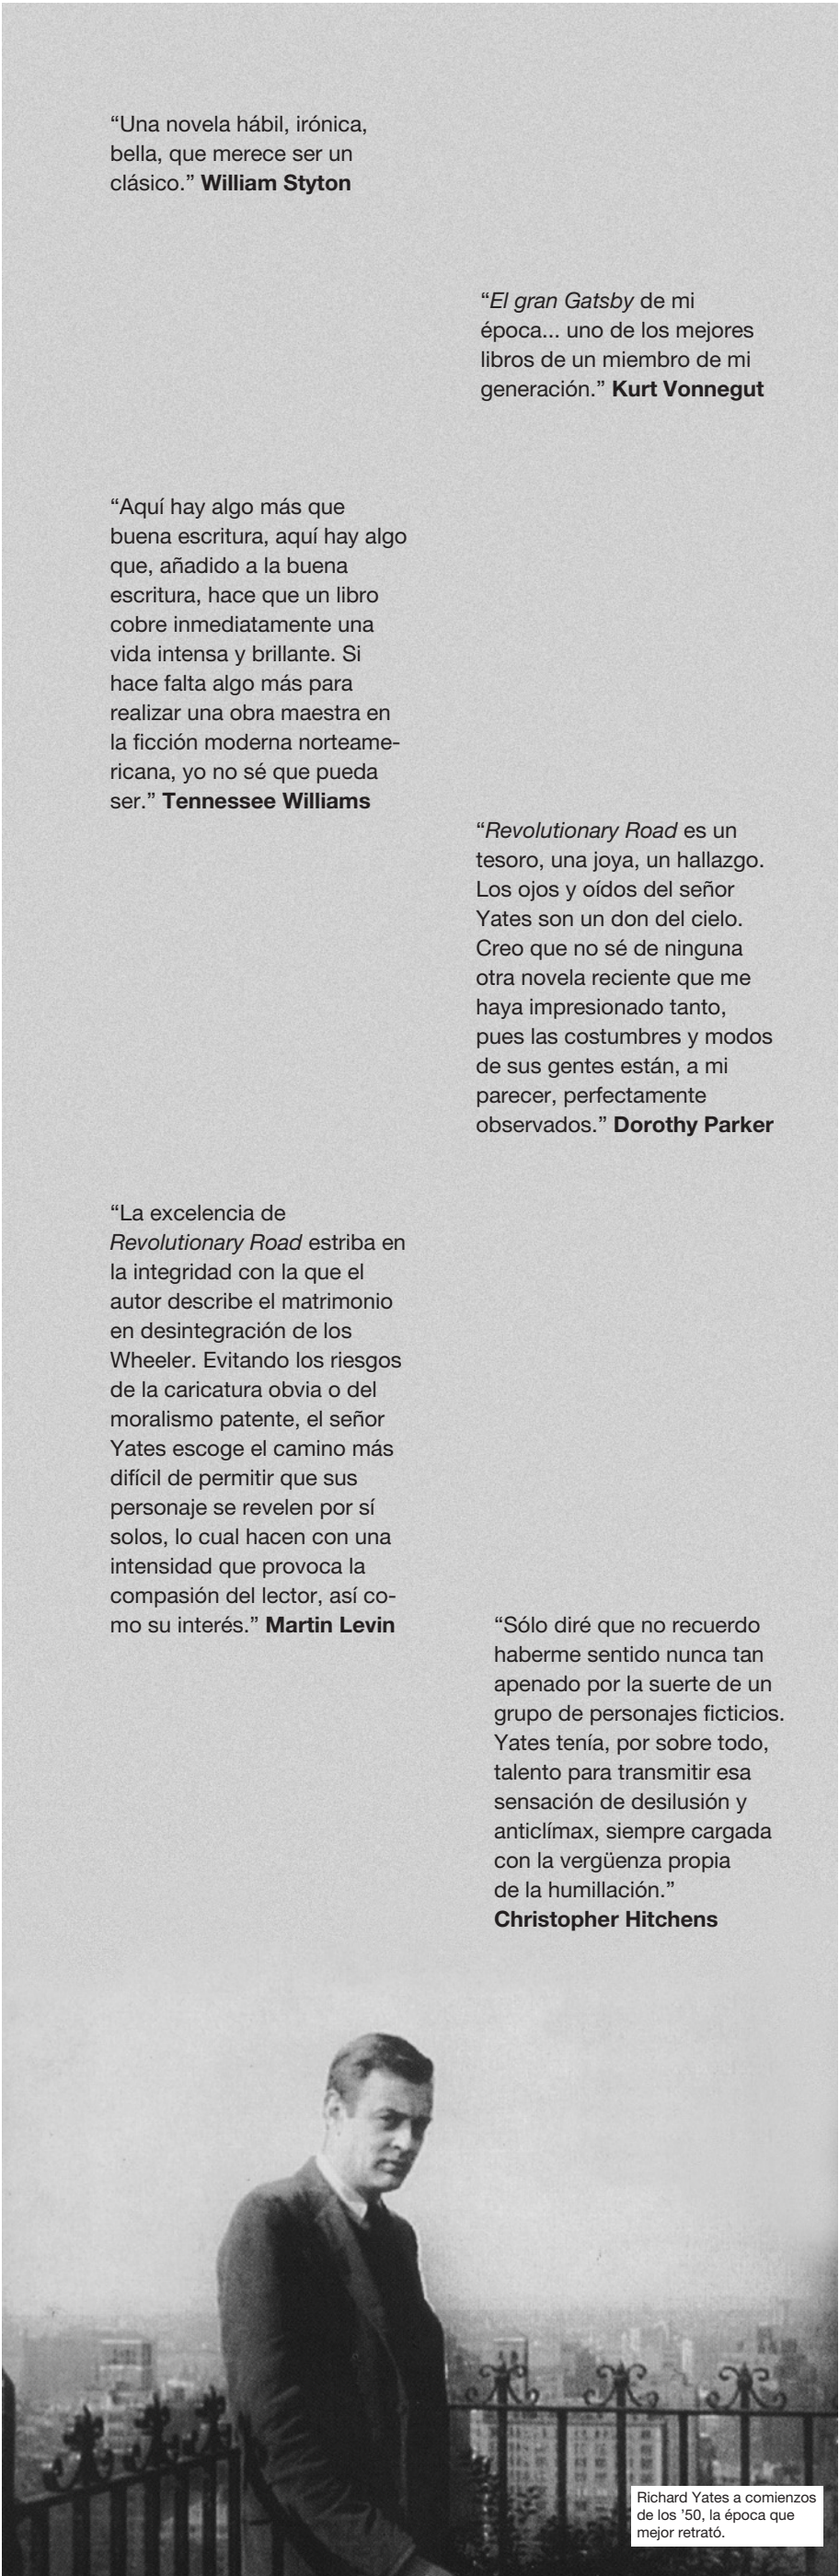 “Una novela hábil, irónica,
bella, que merece ser un
clásico.” William Styton
“El gran Gatsby de mi
época... uno de los mejores
libros de un miembro de mi
generación.” Kurt Vonnegut
“Aquí hay algo más que
buena escritura, aquí hay algo
que, añadido a la buena
escritura, hace que un libro
cobre inmediatamente una
vida intensa y brillante. Si
hace falta algo más para
realizar una obra maestra en
la ficción moderna norteame-
ricana, yo no sé que pueda
ser.” Tennessee Williams
“Revolutionary Road es un
tesoro, una joya, un hallazgo.
Los ojos y oídos del señor
Yates son un don del cielo.
Creo que no sé de ninguna
otra novela reciente que me
haya impresionado tanto,
pues las costumbres y modos
de sus gentes están, a mi
parecer, perfectamente
observados.” Dorothy Parker
“La excelencia de
Revolutionary Road estriba en
la integridad con la que el
autor describe el matrimonio
en desintegración de los
Wheeler. Evitando los riesgos
de la caricatura obvia o del
moralismo patente, el señor
Yates escoge el camino más
difícil de permitir que sus
personaje se revelen por sí
solos, lo cual hacen con una
intensidad que provoca la
compasión del lector, así co-
mo su interés.” Martin Levin
“Sólo diré que no recuerdo
haberme sentido nunca tan
apenado por la suerte de un
grupo de personajes ficticios.
Yates tenía, por sobre todo,
talento para transmitir esa
sensación de desilusión y
anticlímax, siempre cargada
con la vergüenza propia
de la humillación.”
Christopher Hitchens
Richard Yates a comienzos
de los ’50, la época que
mejor retrató.